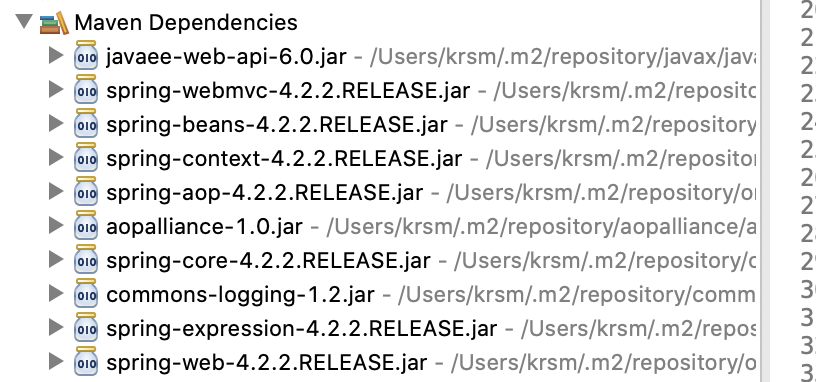 Maven Dependencies
javaee-web-api-6.0.jar - /Users/krsm/.m2/repository/javax/java
spring-webmvc-4.2.2.RELEASE.jar - /Users/krsm/.m2/reposito
spring-beans-4.2.2.RELEASE.jar - /Users/krsm/.m2/repository
spring-context-4.2.2.RELEASE.jar - /Users/krsm/.m2/repositor
spring-aop-4.2.2.RELEASE.jar - /Users/krsm/.m2/repository/o
aopalliance-1.0.jar - /Users/krsm/.m2/repository/aopalliance/a
spring-core-4.2.2.RELEASE.jar - /Users/krsm/.m2/repository/o
commons-logging-1.2.jar - /Users/krsm/.m2/repository/comm
spring-expression-4.2.2.RELEASE.jar - /Users/krsm/.m2/repos
spring-web-4.2.2.RELEASE.jar - /Users/krsm/.m2/repository/o